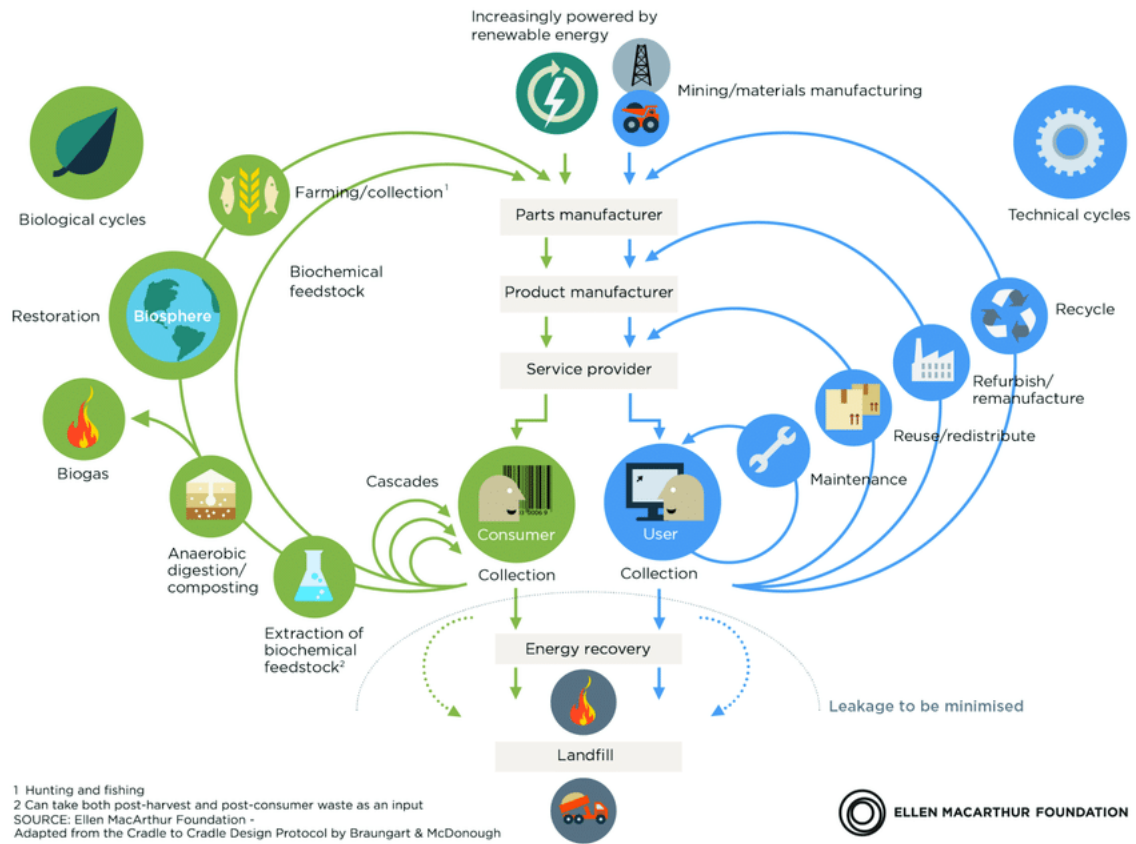 Increasingly powered by
renewable energy
Mining/materials manufacturing
Biological cycles
Technical cycles
Farming/collection¹
Parts manufacturer
Biochemical
feedstock
Product manufacturer
Restoration
Biosphere
Recycle
Service provider
Refurbish/
remanufacture
Biogas
Reuse/redistribute
Cascades
Maintenance
Consumer
User
Anaerobic
digestion/
composting
Collection
Collection
Extraction of
biochemical
feedstock²
Energy recovery
Leakage to be minimised
Landfill
1 Hunting and fishing
2 Can take both post-harvest and post-consumer waste as an input
SOURCE: Ellen MacArthur Foundation -
Adapted from the Cradle to Cradle Design Protocol by Braungart & McDonough
ELLEN MACARTHUR FOUNDATION